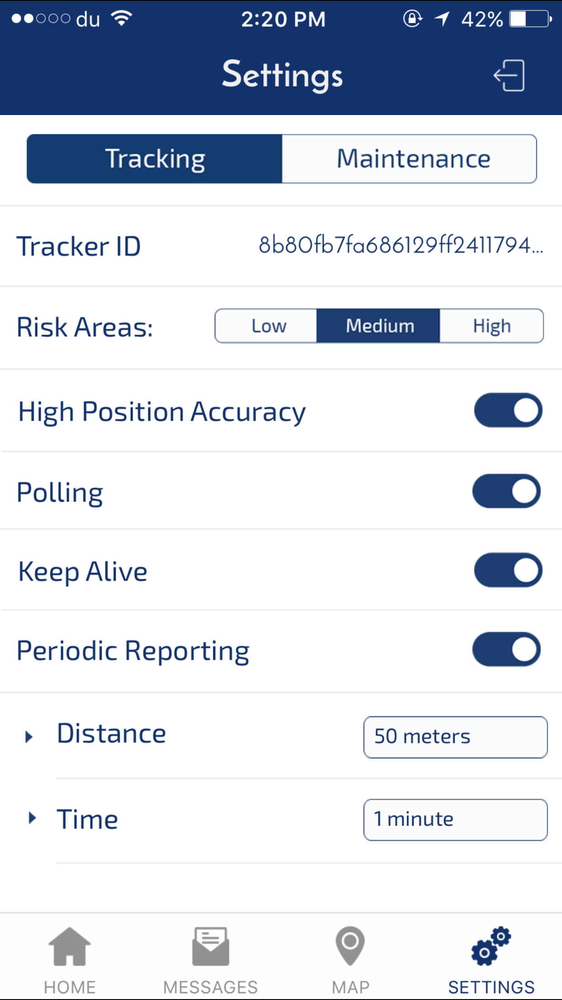 du 2:20 PM 42%
Settings
Tracking Maintenance
Tracker ID 8b80fb7fa686129ff2411794...
Risk Areas: Low Medium High
High Position Accuracy
Polling
Keep Alive
Periodic Reporting
Distance 50 meters
Time 1 minute
HOME MESSAGES MAP SETTINGS